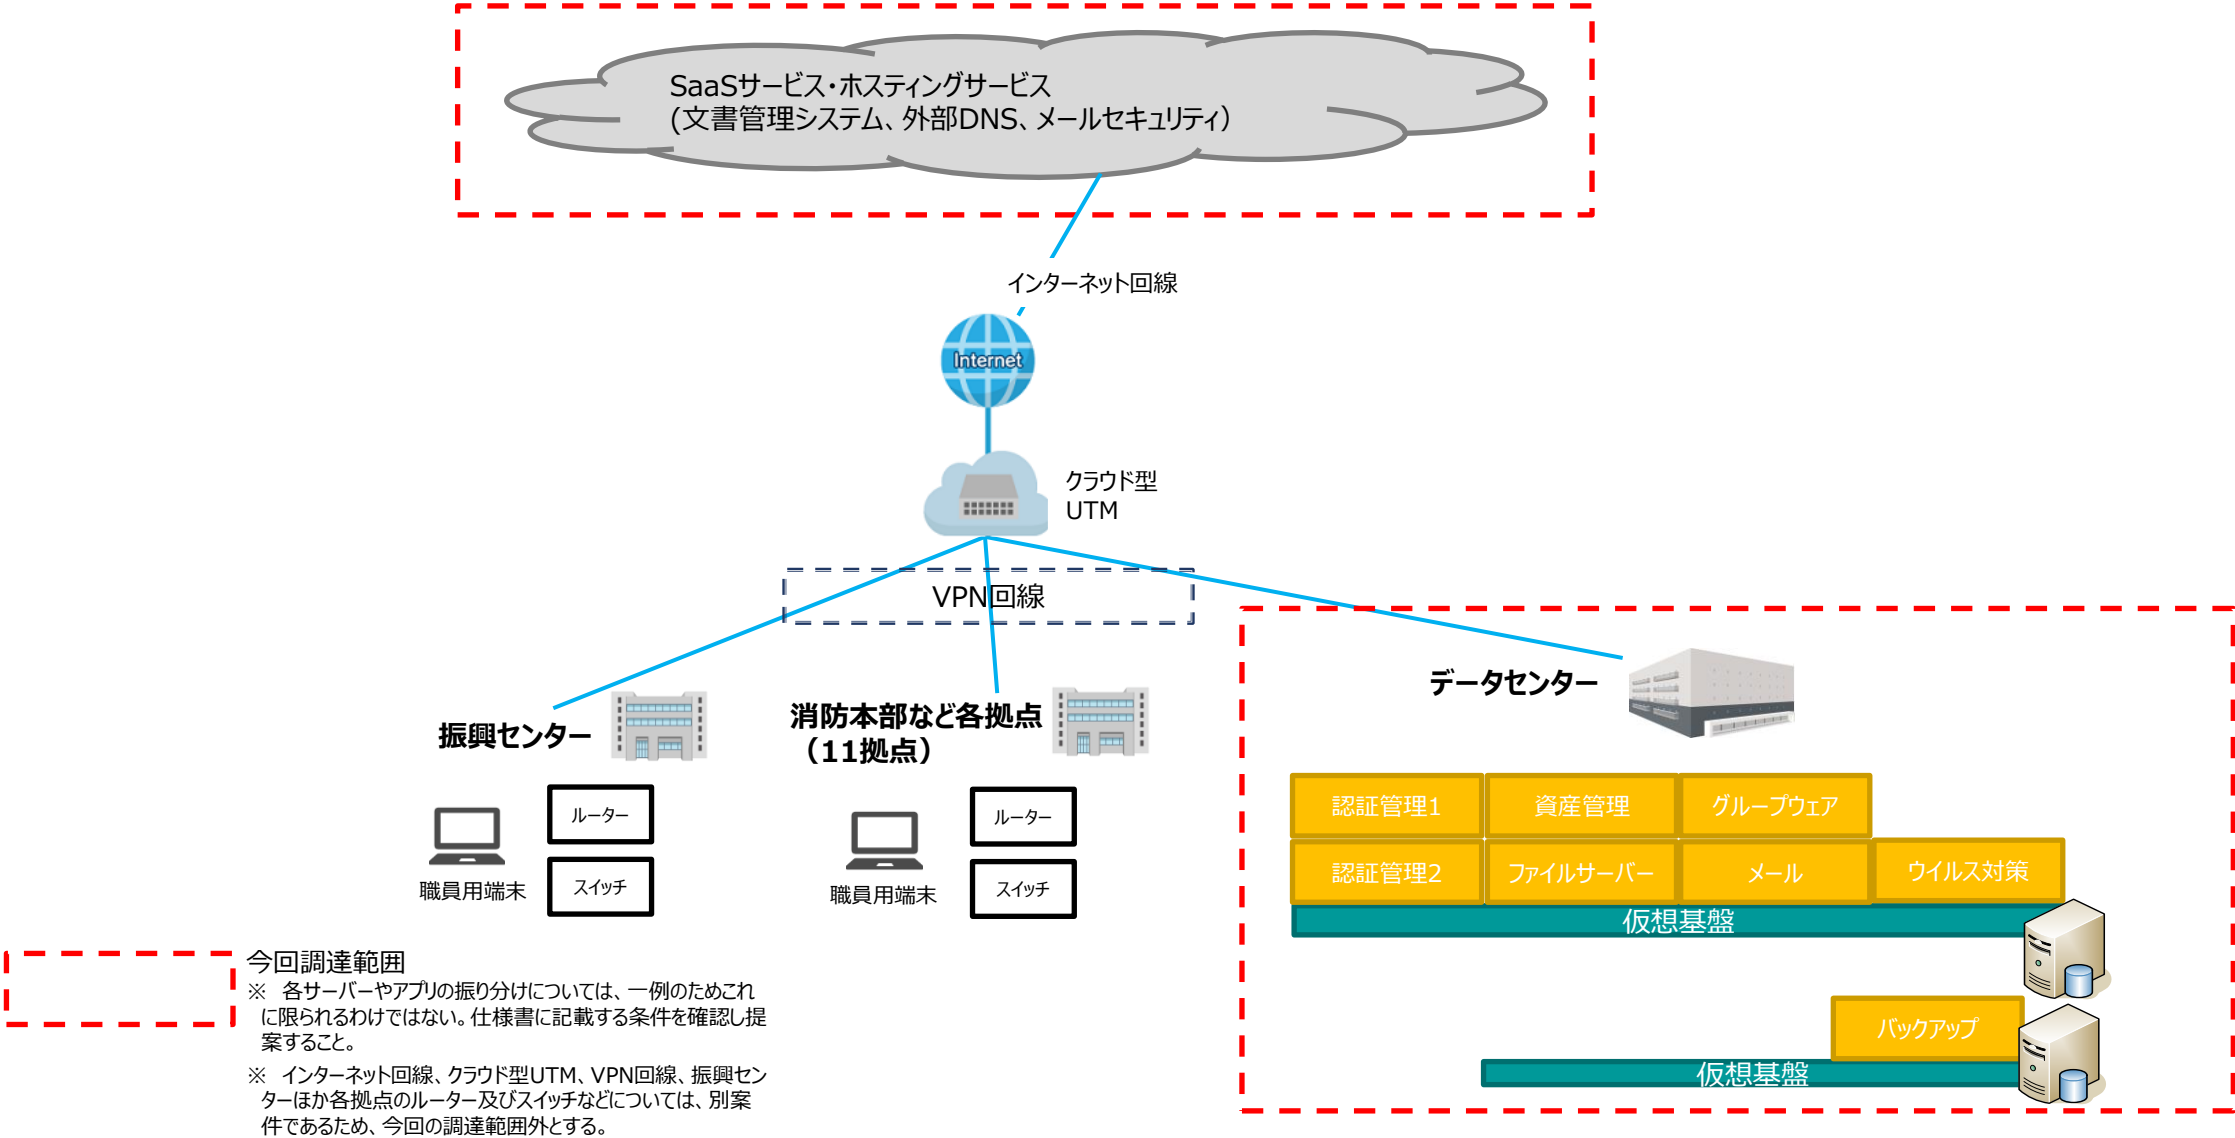 SaaSサービス・ホスティングサービス
(文書管理システム、外部DNS、メールセキュリティ）
インターネット回線
Internet
クラウド型
UTM
VPN回線
振興センター
消防本部など各拠点
（11拠点）
データセンター
ルーター
スイッチ
職員用端末
ルーター
スイッチ
職員用端末
認証管理1
資産管理
グループウェア
認証管理2
ファイルサーバー
メール
ウイルス対策
仮想基盤
バックアップ
仮想基盤
今回調達範囲
※　各サーバーやアプリの振り分けについては、一例のためこれ
に限られるわけではない。仕様書に記載する条件を確認し提
案すること。
※　インターネット回線、クラウド型UTM、VPN回線、振興セン
ターほか各拠点のルーター及びスイッチなどについては、別案
件であるため、今回の調達範囲外とする。